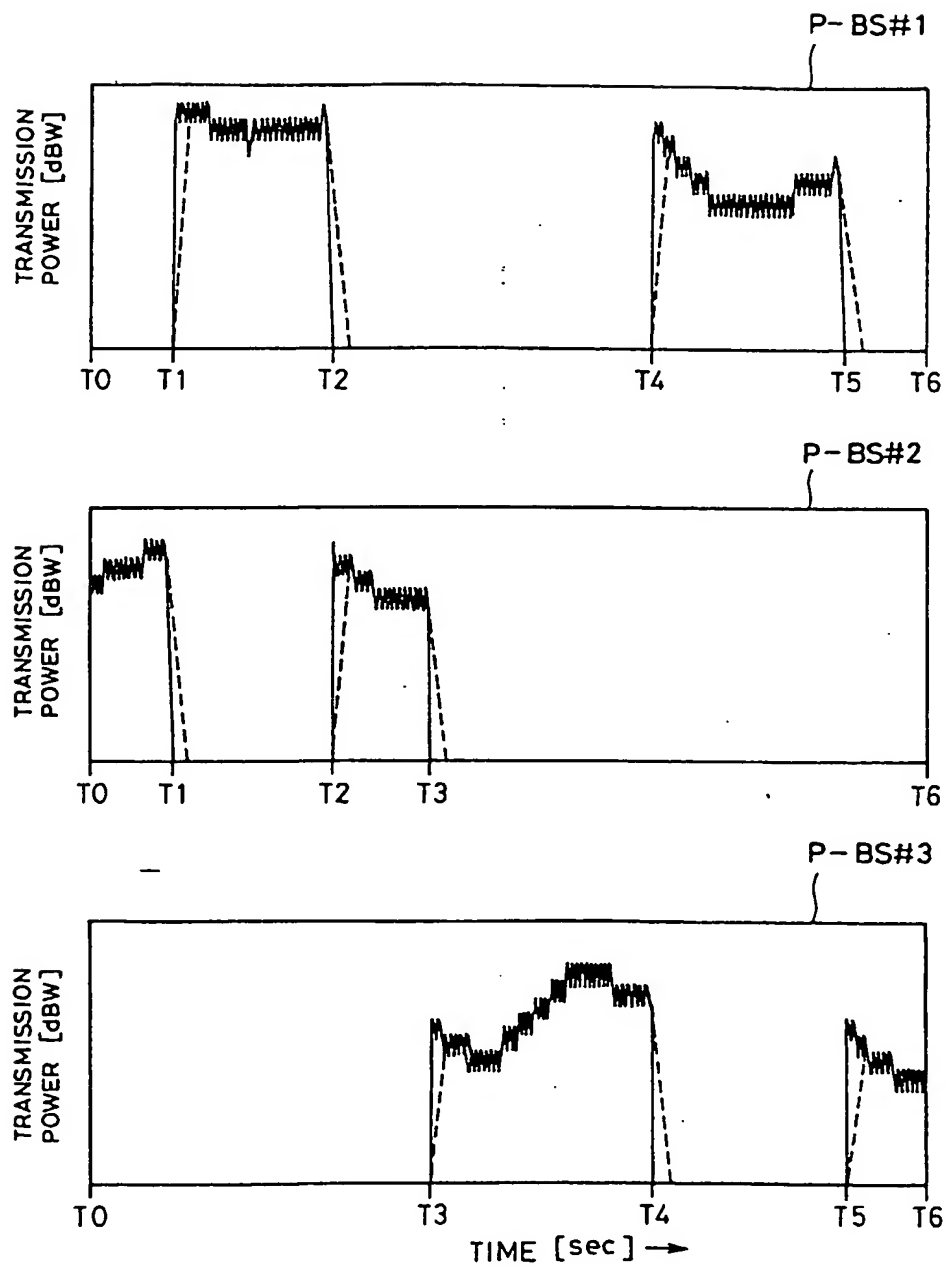 P-BS#1
TRANSMISSION
POWER [dBW]
T0 T1 T2 T4 T5 T6
P-BS#2
TRANSMISSION
POWER [dBW]
T0 T1 T2 T3 T6
P-BS#3
TRANSMISSION
POWER [dBW]
T0 T3 T4 T5 T6
TIME [sec]